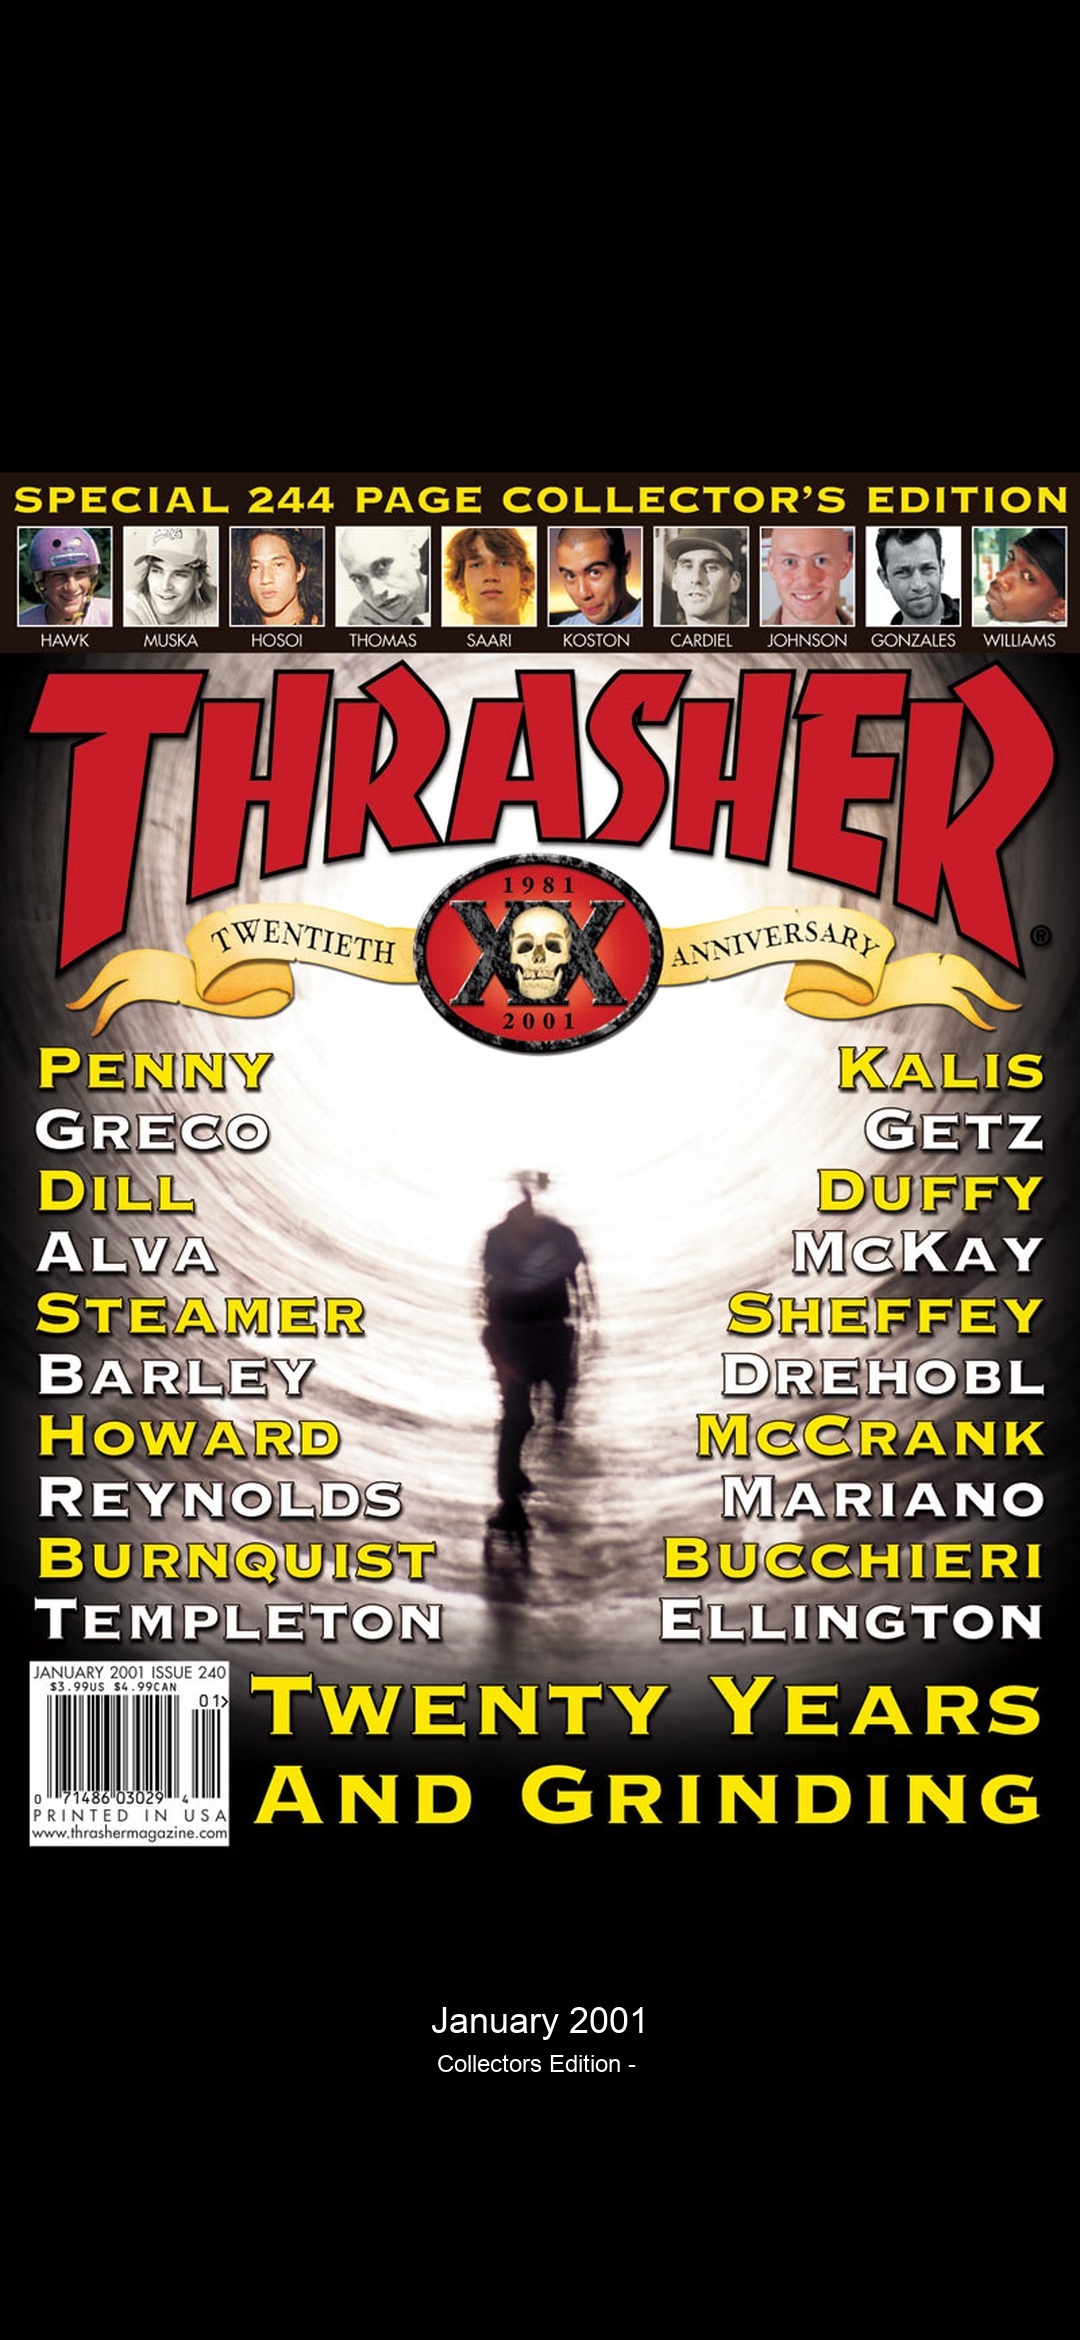 SPECIAL 244 PAGE COLLECTOR'S EDITION
HAWK MUSKA HOSOI THOMAS SAARI KOSTON CARDIEL JOHNSON GONZALES WILLIAMS
THRASHER
®
1981
TWENTIETH XX ANNIVERSARY
2001
PENNY
GRECO
DILL
ALVA
STEAMER
BARLEY
HOWARD
REYNOLDS
BURNQUIST
TEMPLETON
KALIS
GETZ
DUFFY
MCKAY
SHEFFEY
DREHOBL
MCCRANK
MARIANO
BUCCHIERI
ELLINGTON
JANUARY 2001 ISSUE 240
$3.99US $4.99CAN
01>
0 71486 03029 4
PRINTED IN USA
www.thrashermagazine.com
TWENTY YEARS
AND GRINDING
January 2001
Collectors Edition -